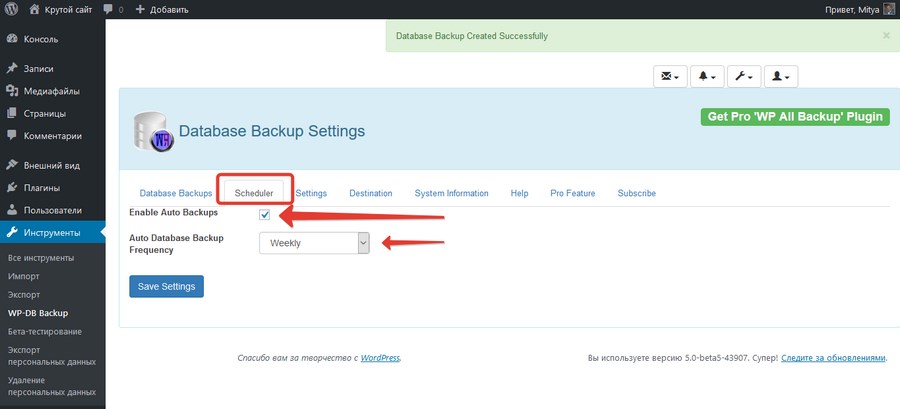 Крутой сайт
0
Добавить
Привет, Mitya
Консоль
Записи
Медиафайлы
Страницы
Комментарии
Внешний вид
Плагины
Пользователи
Инструменты
Все инструменты
Импорт
Экспорт
WP-DB Backup
Бета-тестирование
Экспорт
персональных данных
Удаление
персональных данных
Database Backup Created Successfully
×
Get Pro 'WP All Backup' Plugin
Database Backup Settings
Database Backups
Scheduler
Settings
Destination
System Information
Help
Pro Feature
Subscribe
Enable Auto Backups
Auto Database Backup
Frequency
Weekly
Save Settings
Спасибо вам за творчество с WordPress.
Вы используете версию 5.0-beta5-43907. Супер! Следите за обновлениями.